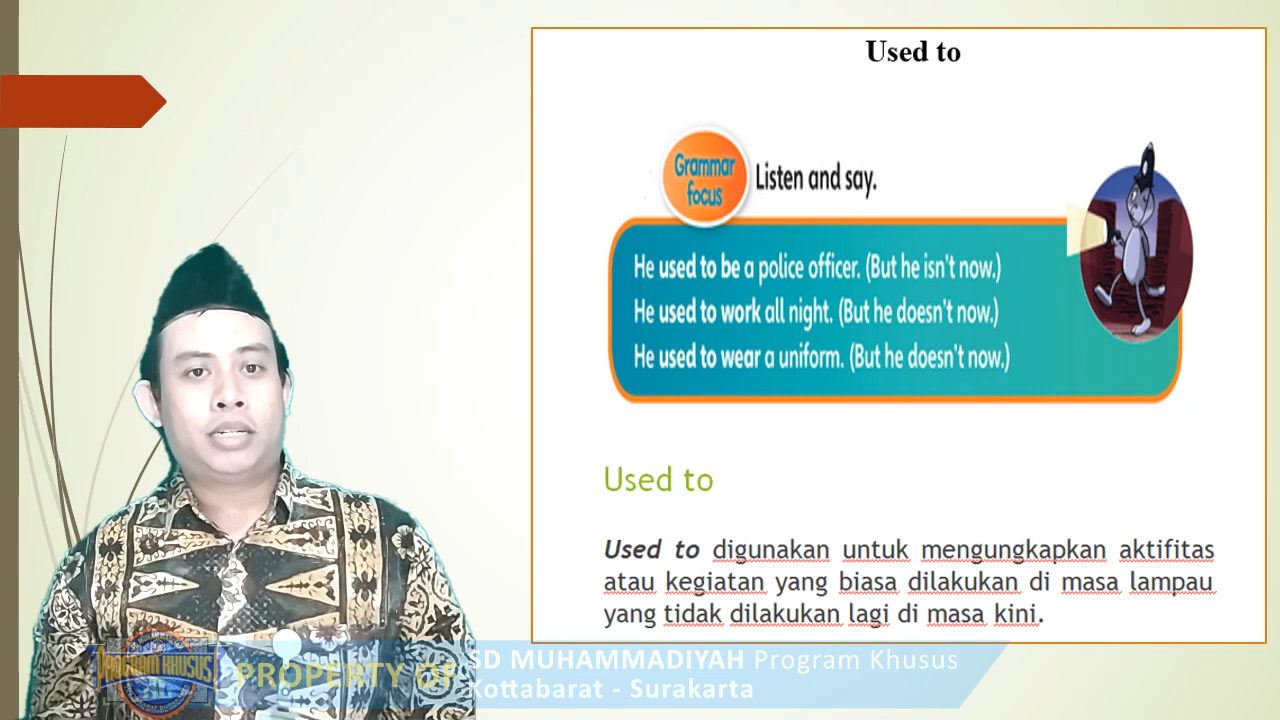 Used to
Grammar
focus
Listen and say.
He used to be a police officer. (But he isn't now.)
He used to work all night. (But he doesn't now.)
He used to wear a uniform. (But he doesn't now.)
Used to
Used to digunakan untuk mengungkapkan aktifitas
atau kegiatan yang biasa dilakukan di masa lampau
yang tidak dilakukan lagi di masa kini.
PROGRAM KHUSUS
PROPERTY OF
SD MUHAMMADIYAH Program Khusus
Kottabarat - Surakarta